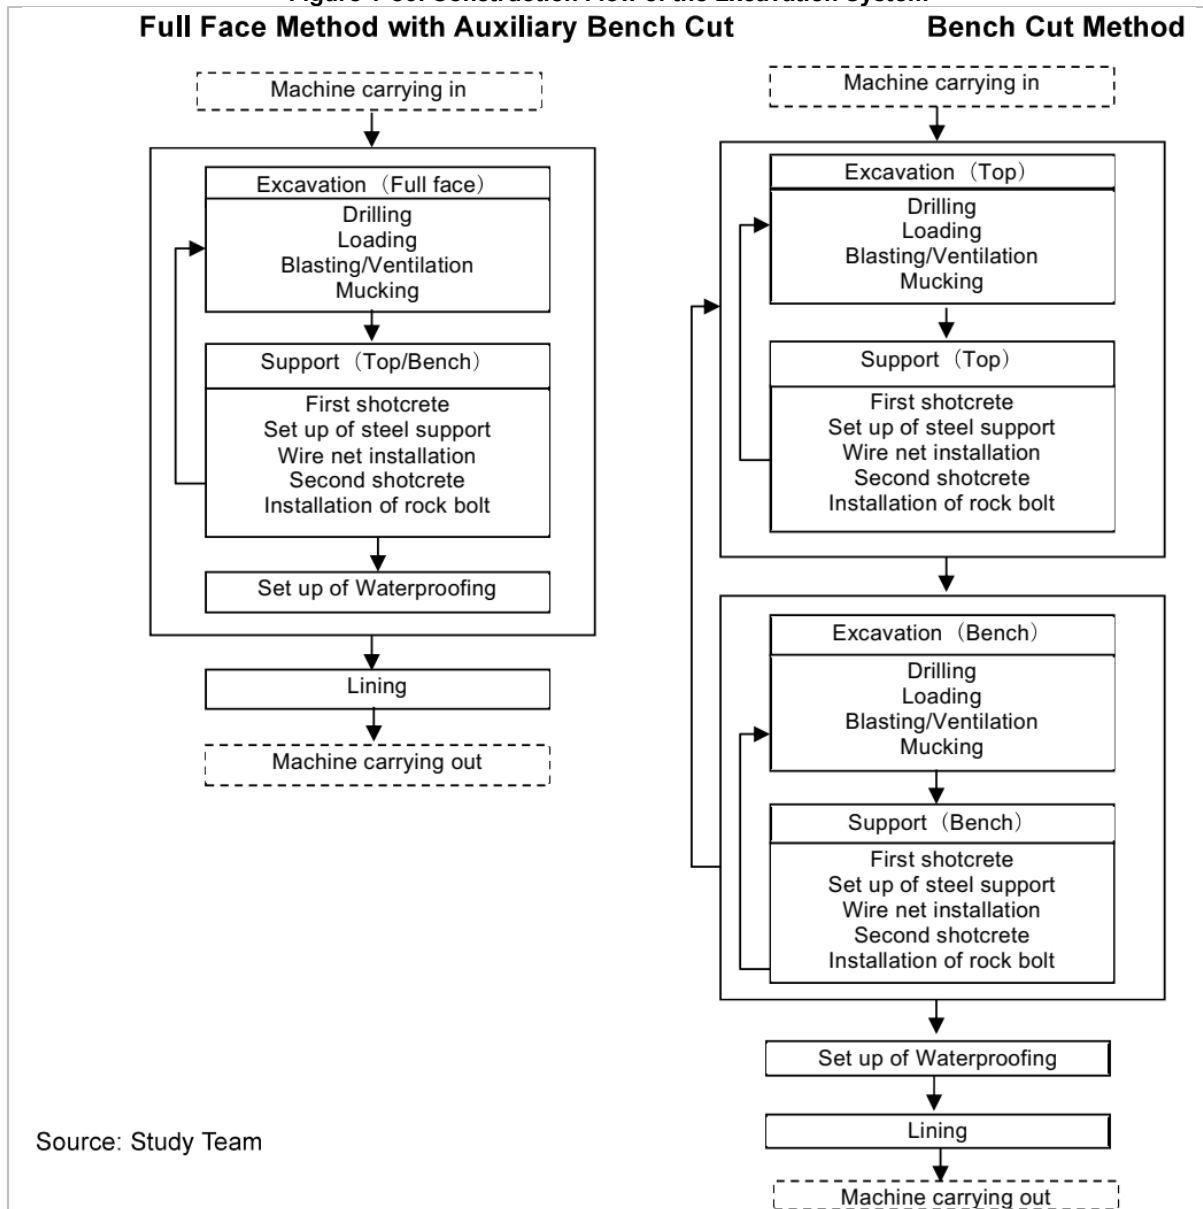 Full Face Method with Auxiliary Bench Cut
Machine carrying in
Excavation（Full face）
Drilling
Loading
Blasting/Ventilation
Mucking
Support（Top/Bench）
First shotcrete
Set up of steel support
Wire net installation
Second shotcrete
Installation of rock bolt
Set up of Waterproofing
Lining
Machine carrying out
Bench Cut Method
Machine carrying in
Excavation（Top）
Drilling
Loading
Blasting/Ventilation
Mucking
Support（Top）
First shotcrete
Set up of steel support
Wire net installation
Second shotcrete
Installation of rock bolt
Excavation（Bench）
Drilling
Loading
Blasting/Ventilation
Mucking
Support（Bench）
First shotcrete
Set up of steel support
Wire net installation
Second shotcrete
Installation of rock bolt
Set up of Waterproofing
Lining
Machine carrying out
Source: Study Team